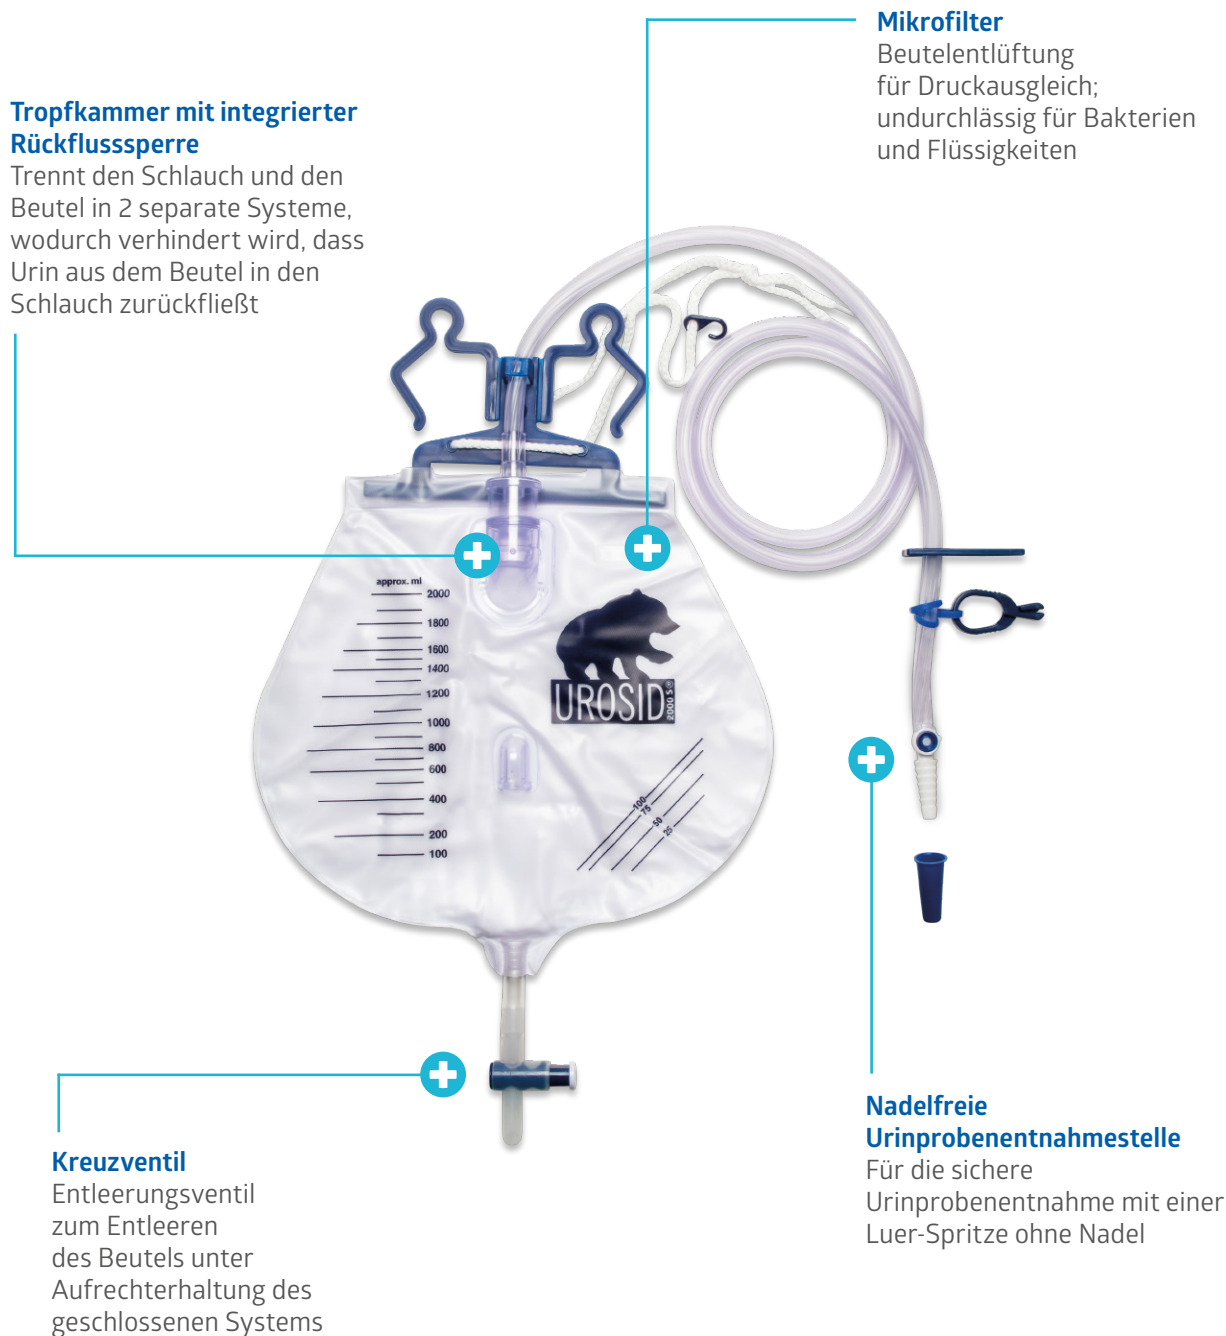 Mikrofilter
Beutelentlüftung
für Druckausgleich;
undurchlässig für Bakterien
und Flüssigkeiten
Tropfkammer mit integrierter
Rückflusssperre
Trennt den Schlauch und den
Beutel in 2 separate Systeme,
wodurch verhindert wird, dass
Urin aus dem Beutel in den
Schlauch zurückfließt
approx. ml
2000
1800
1600
1400
1200
1000
800
600
400
200
100
UROSID
2000 S®
100
75
50
25
Kreuzventil
Entleerungsventil
zum Entleeren
des Beutels unter
Aufrechterhaltung des
geschlossenen Systems
Nadelfreie
Urinprobenentnahmestelle
Für die sichere
Urinprobenentnahme mit einer
Luer-Spritze ohne Nadel